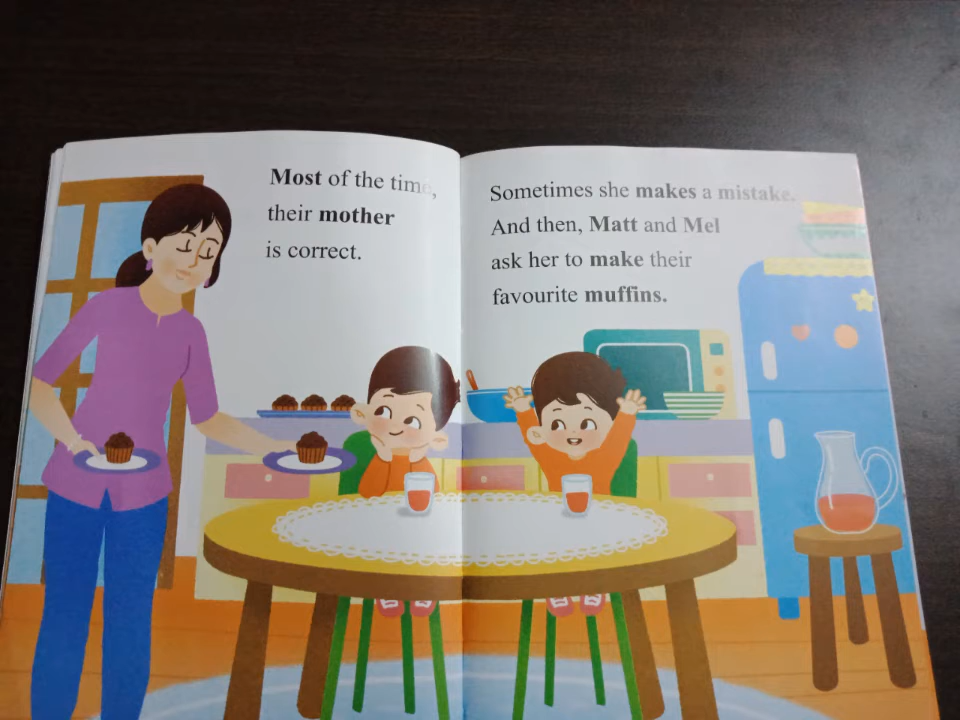 Most of the time,
their mother
is correct.
Sometimes she makes a mistake.
And then, Matt and Mel
ask her to make their
favourite muffins.